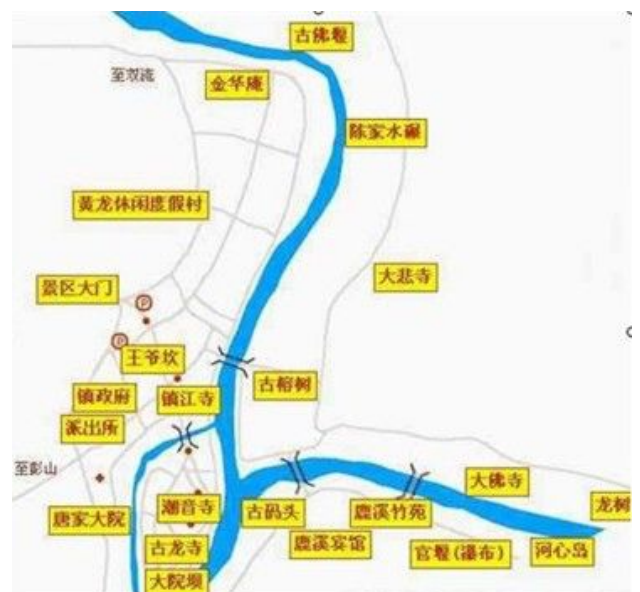 古佛堰
至双流
金华庵
陈家水碾
黄龙休闲度假村
大悲寺
景区大门
P
P
王爷坎
古榕树
镇政府
镇江寺
派出所
至彭山
大佛寺
龙树
唐家大院
潮音寺
古码头
鹿溪竹苑
古龙寺
鹿溪宾馆
官堰(瀑布)
河心岛
大院坝